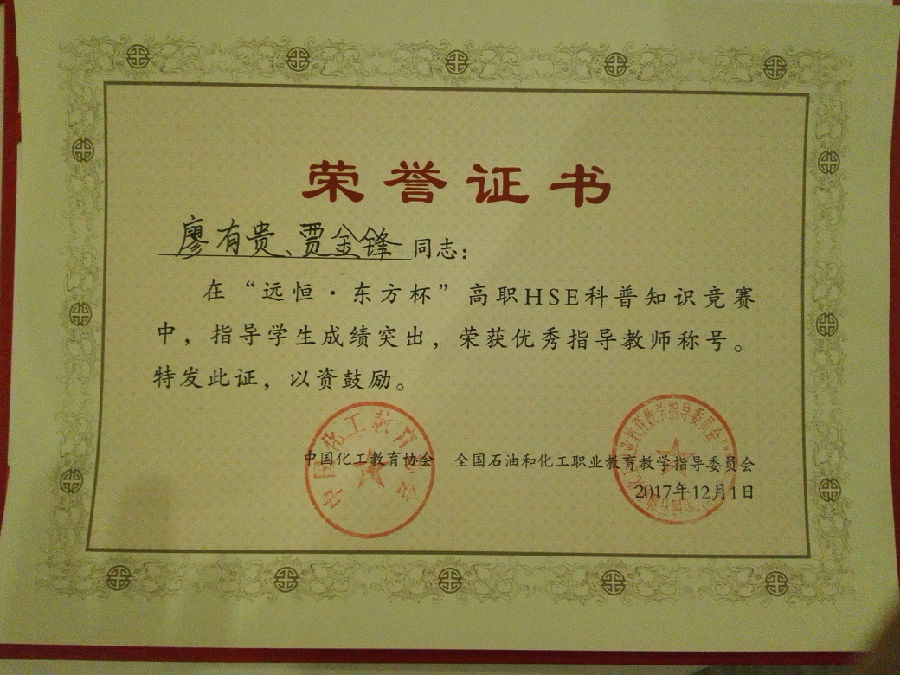 荣誉证书
廖有贵、贾金锋 同志：
在“远恒·东方杯”高职HSE科普知识竞赛
中，指导学生成绩突出，荣获优秀指导教师称号。
特发此证，以资鼓励。
中国化工教育协会 全国石油和化工职业教育教学指导委员会
2017年12月1日